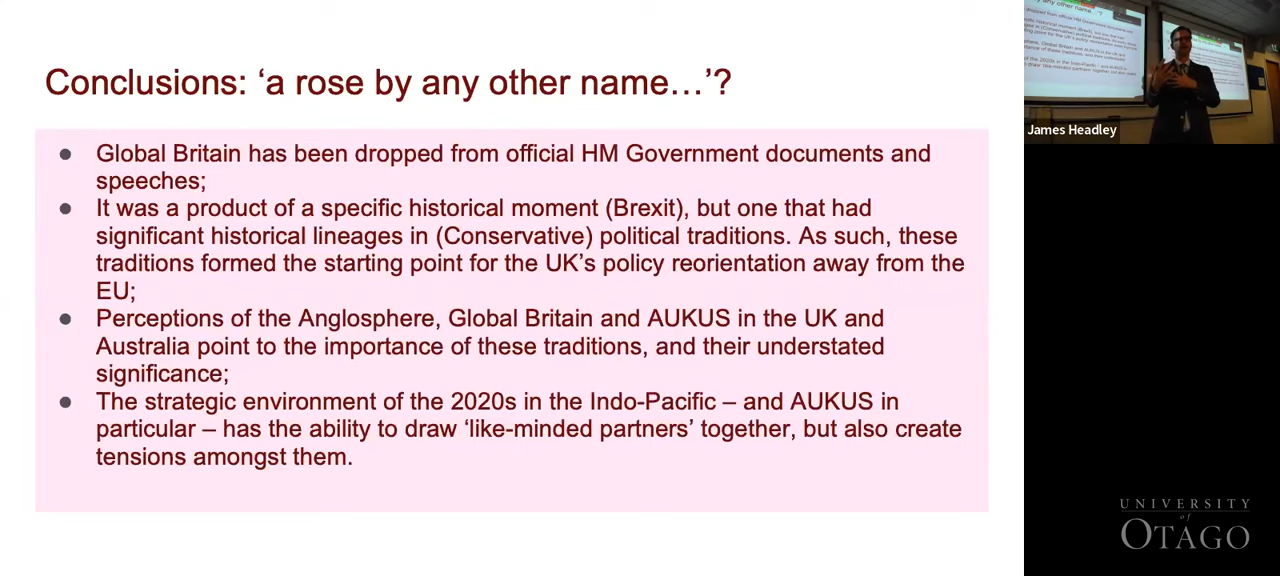 Conclusions: ‘a rose by any other name…’?
● Global Britain has been dropped from official HM Government documents and
speeches;
● It was a product of a specific historical moment (Brexit), but one that had
significant historical lineages in (Conservative) political traditions. As such, these
traditions formed the starting point for the UK’s policy reorientation away from the
EU;
● Perceptions of the Anglosphere, Global Britain and AUKUS in the UK and
Australia point to the importance of these traditions, and their understated
significance;
● The strategic environment of the 2020s in the Indo-Pacific – and AUKUS in
particular – has the ability to draw ‘like-minded partners’ together, but also create
tensions amongst them.
James Headley
UNIVERSITY
of
OTAGO